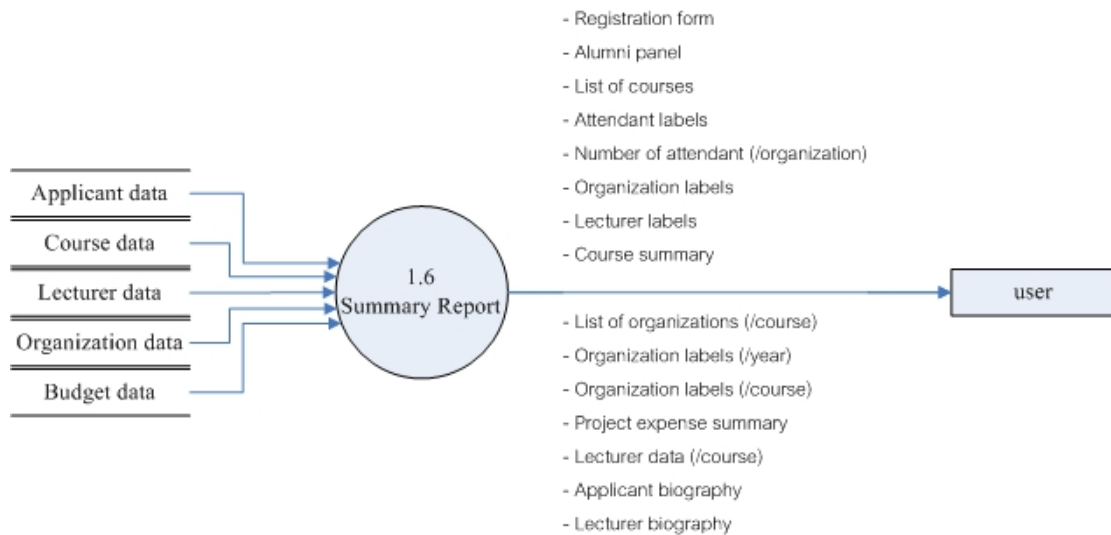 - Registration form
- Alumni panel
- List of courses
- Attendant labels
- Number of attendant (/organization)
- Organization labels
- Lecturer labels
- Course summary
Applicant data
Course data
Lecturer data
Organization data
Budget data
1.6
Summary Report
user
- List of organizations (/course)
- Organization labels (/year)
- Organization labels (/course)
- Project expense summary
- Lecturer data (/course)
- Applicant biography
- Lecturer biography